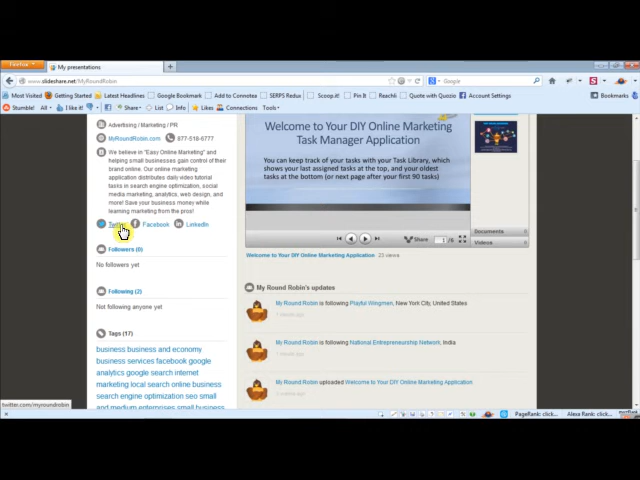 Firefox
My presentations
www.slideshare.net/MyRoundRobin
Google
Most Visited Getting Started Google Bookmark Add to Connotea SERPS Redux Scoop.it! Pin It Reachli Quote with Quozio Account Settings Bookmarks
Stumble! All I like it! Share List Info Likes Connections Tools
Advertising / Marketing / PR
MyRoundRobin.com 877-518-6777
We believe in "Easy Online Marketing" and
helping small businesses gain control of their
brand online. Our online marketing
application distributes daily video tutorial
tasks in search engine optimization, social
media marketing, analytics, web design, and
more! Save your business money while
learning marketing from the pros!
Twitter Facebook LinkedIn
Followers (0)
No followers yet
Following (2)
Not following anyone yet
Tags (17)
business business and economy
business services facebook google
analytics google search internet
marketing local search online business
search engine optimization seo small
and medium enterprises small business
Welcome to Your DIY Online Marketing
Task Manager Application
You can keep track of your tasks with your Task Library, which
shows your last assigned tasks at the top, and your oldest
tasks at the bottom (or next page after your first 90 tasks)
Share 1 /6
Documents
Videos
Welcome to Your DIY Online Marketing Application 23 views
My Round Robin's updates
My Round Robin is following Playful Wingmen, New York City, United States
My Round Robin is following National Entrepreneurship Network, India
My Round Robin uploaded Welcome to Your DIY Online Marketing Application
twitter.com/myroundrobin
PageRank: click... Alexa Rank: click...